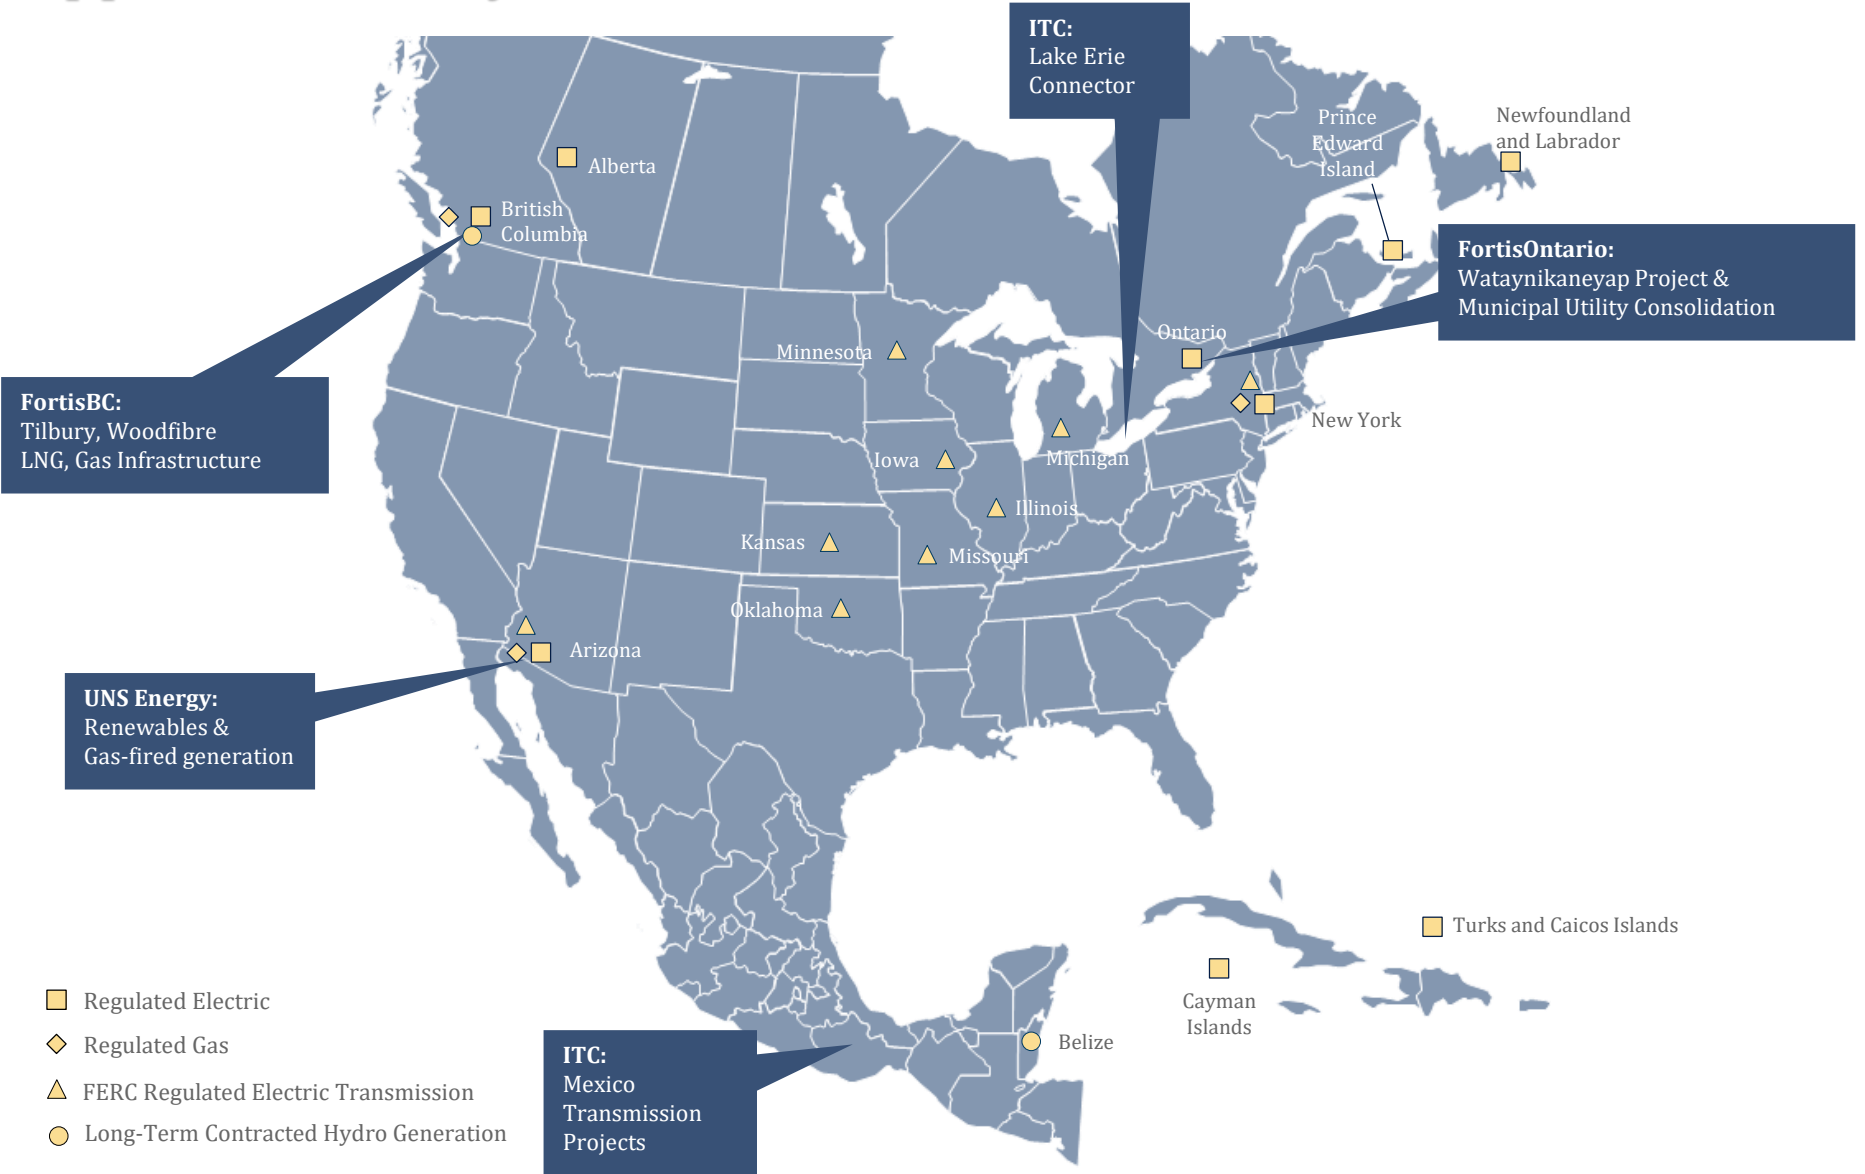 ITC:
Lake Erie
Connector
Prince
Edward
Island
Newfoundland
and Labrador
Alberta
British
Columbia
FortisOntario:
Wataynikaneyap Project &
Municipal Utility Consolidation
Ontario
Minnesota
FortisBC:
Tilbury, Woodfibre
LNG, Gas Infrastructure
New York
Iowa
Michigan
Illinois
Kansas
Missouri
Oklahoma
Arizona
UNS Energy:
Renewables &
Gas-fired generation
Turks and Caicos Islands
Cayman
Islands
Belize
Regulated Electric
Regulated Gas
FERC Regulated Electric Transmission
Long-Term Contracted Hydro Generation
ITC:
Mexico
Transmission
Projects